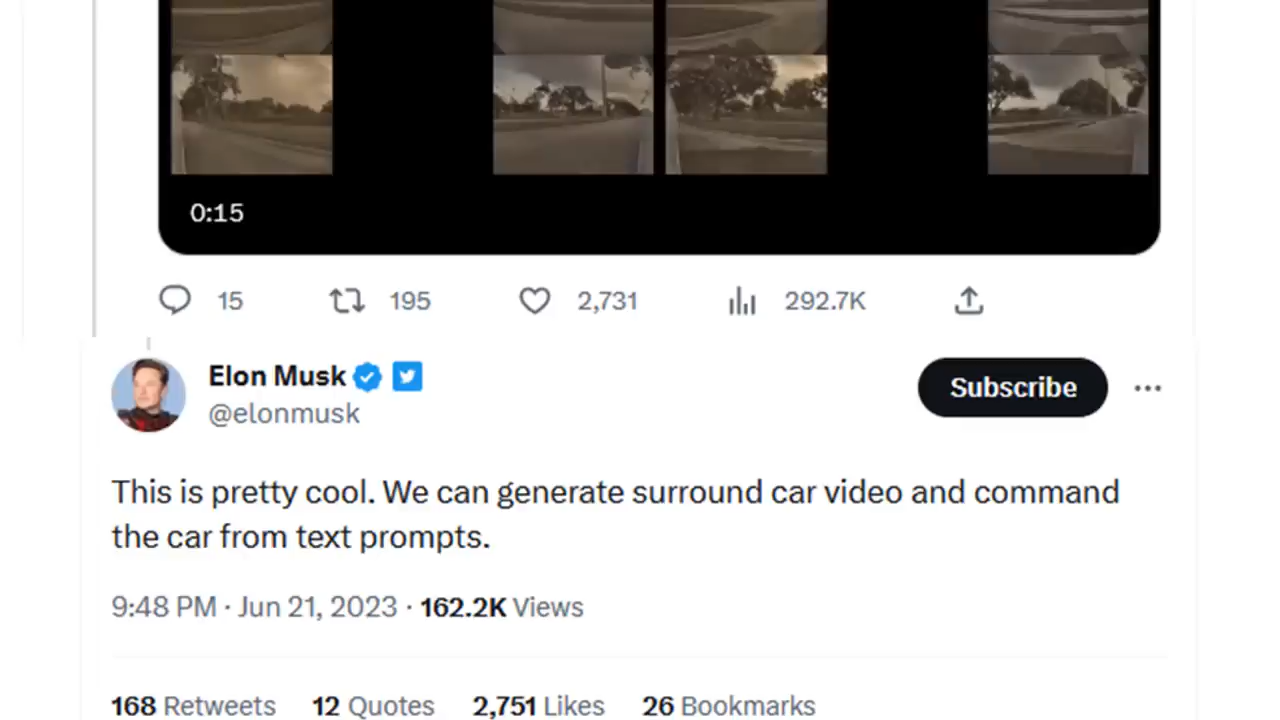 0:15
15 195 2,731 292.7K
Elon Musk
Subscribe
@elonmusk
This is pretty cool. We can generate surround car video and command
the car from text prompts.
9:48 PM · Jun 21, 2023 · 162.2K Views
168 Retweets 12 Quotes 2,751 Likes 26 Bookmarks